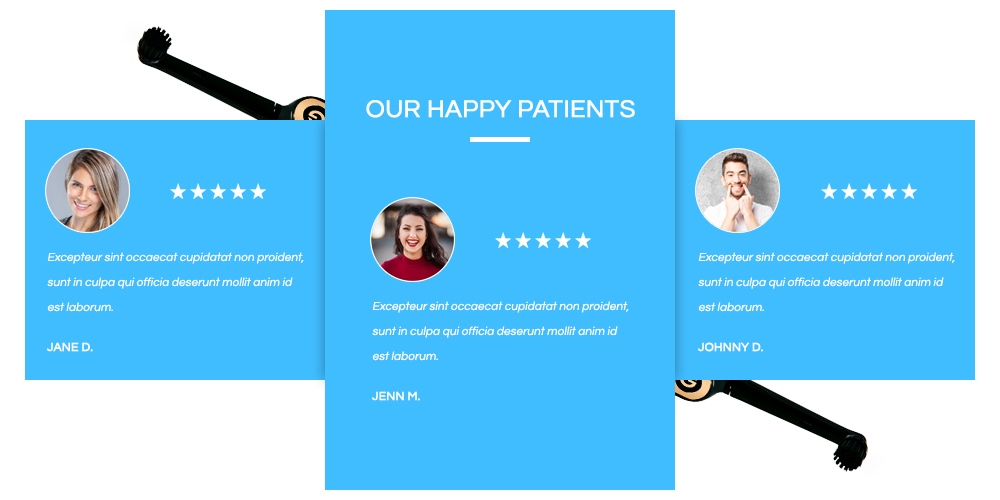 OUR HAPPY PATIENTS
Excepteur sint occaecat cupidatat non proident,
sunt in culpa qui officia deserunt mollit anim id
est laborum.
JANE D.
Excepteur sint occaecat cupidatat non proident,
sunt in culpa qui officia deserunt mollit anim id
est laborum.
JENN M.
Excepteur sint occaecat cupidatat non proident,
sunt in culpa qui officia deserunt mollit anim id
est laborum.
JOHNNY D.